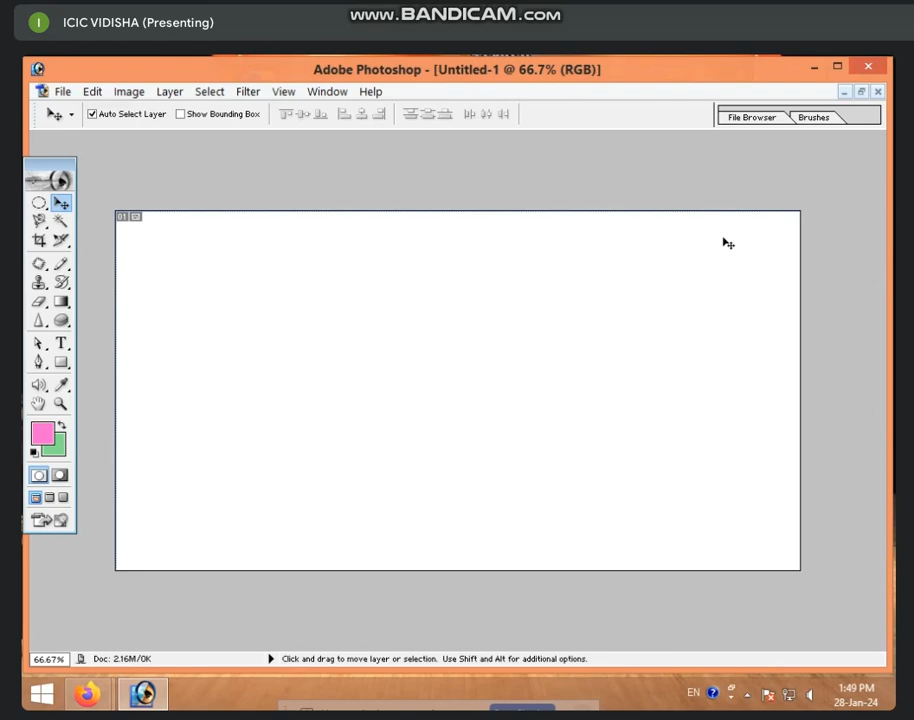 www.BANDICAM.com
I ICIC VIDISHA (Presenting)
Adobe Photoshop - [Untitled-1 @ 66.7% (RGB)]
File Edit Image Layer Select Filter View Window Help
Auto Select Layer Show Bounding Box File Browser Brushes
01
T
66.67% Doc: 2.16M/0K Click and drag to move layer or selection. Use Shift and Alt for additional options.
EN 1:49 PM
28-Jan-24